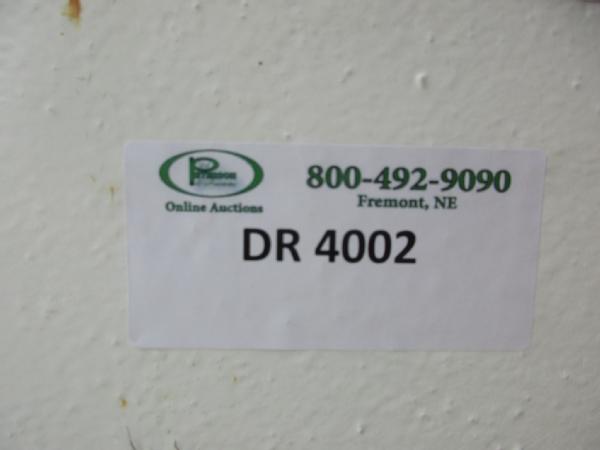 800-492-9090
Online Auctions
Fremont, NE
DR 4002